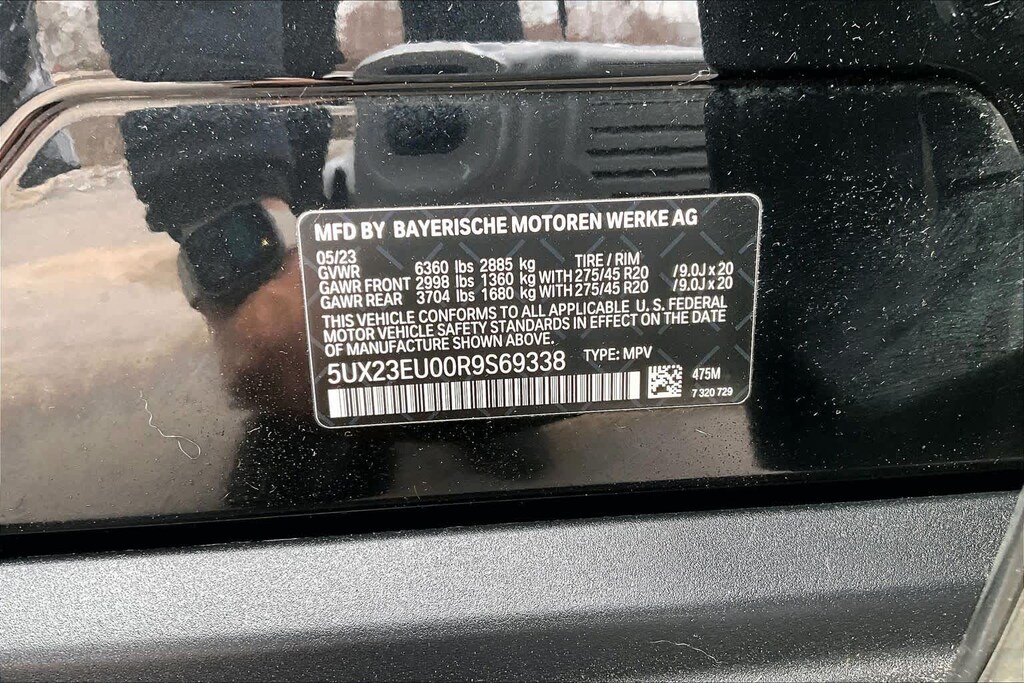 MFD BY BAYERISCHE MOTOREN WERKE AG
05/23 TIRE / RIM
GVWR 6360 lbs 2885 kg
GAWR FRONT 2998 lbs 1360 kg WITH 275/45 R20 / 9.0J x 20
GAWR REAR 3704 lbs 1680 kg WITH 275/45 R20 / 9.0J x 20
THIS VEHICLE CONFORMS TO ALL APPLICABLE U.S. FEDERAL
MOTOR VEHICLE SAFETY STANDARDS IN EFFECT ON THE DATE
OF MANUFACTURE SHOWN ABOVE.
5UX23EU00R9S69338 TYPE: MPV
475M
7 320 729